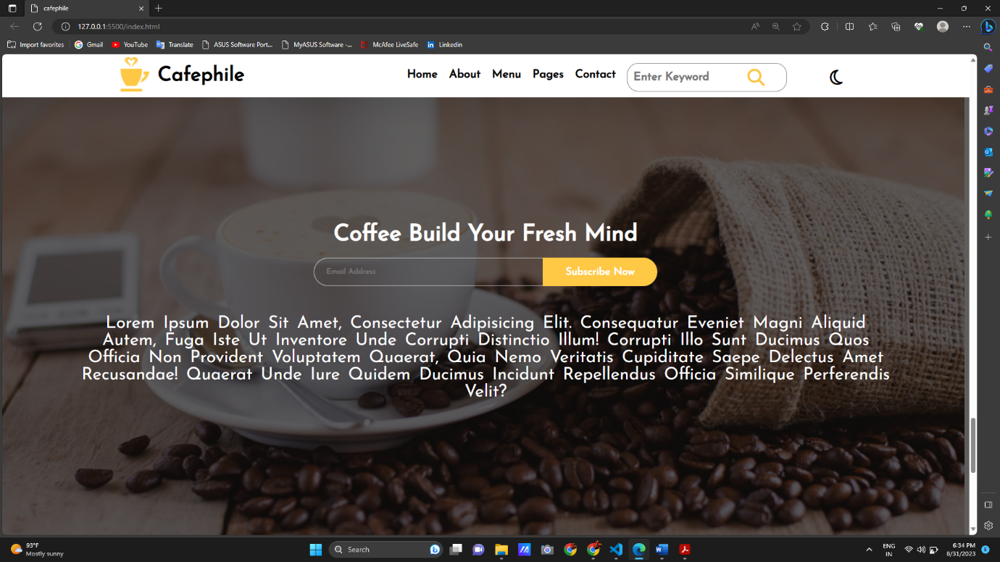 cafephile
127.0.0.1:5500/index.html
Import favorites Gmail YouTube Translate ASUS Software Port... MyASUS Software -... McAfee LiveSafe Linkedin
Cafephile Home About Menu Pages Contact Enter Keyword
Coffee Build Your Fresh Mind
Email Address Subscribe Now
Lorem Ipsum Dolor Sit Amet, Consectetur Adipisicing Elit. Consequatur Eveniet Magni Aliquid
Autem, Fuga Iste Ut Inventore Unde Corrupti Distinctio Illum! Corrupti Illo Sunt Ducimus Quos
Officia Non Provident Voluptatem Quaerat, Quia Nemo Veritatis Cupiditate Saepe Delectus Amet
Recusandae! Quaerat Unde Iure Quidem Ducimus Incidunt Repellendus Officia Similique Perferendis
Velit?
93°F
Mostly sunny
Search
ENG
IN
6:34 PM
8/31/2023